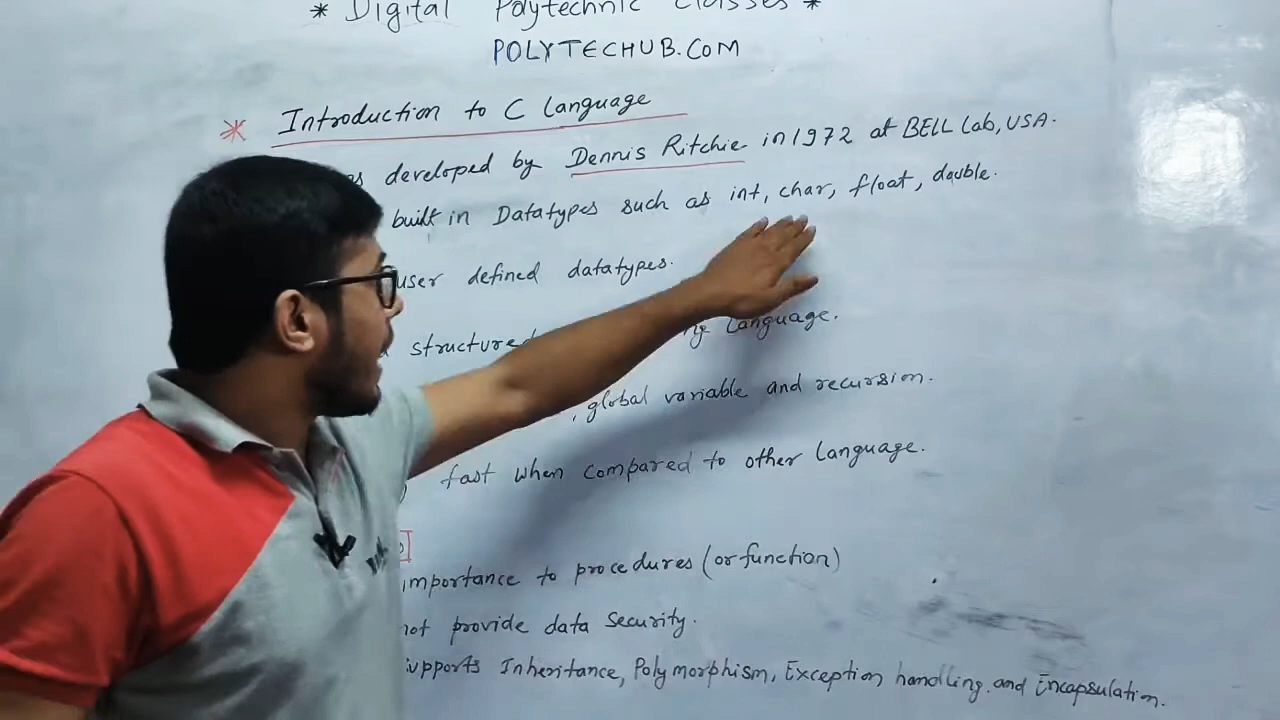 * Digital Polytechnic Classes *
POLYTECHUB.COM
* Introduction to C Language
developed by Dennis Ritchie in 1972 at BELL Lab, USA.
built in Datatypes such as int, char, float, double.
user defined datatypes.
structured language.
, global variable and recursion.
fast when compared to other language.
importance to procedures (or function)
not provide data security.
supports Inheritance, Polymorphism, Exception handling and Encapsulation.